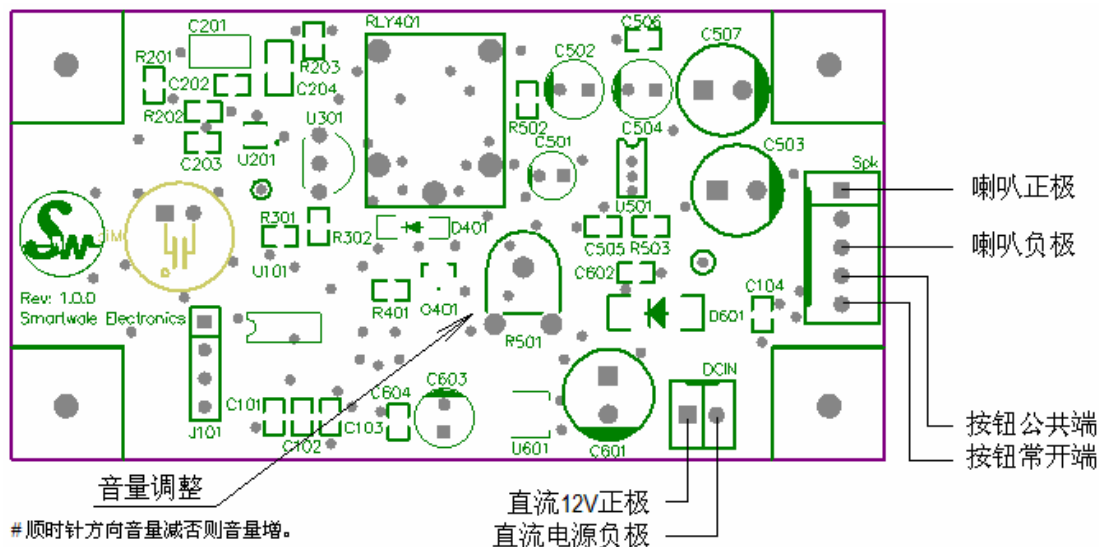 C201
RLY401
C506
C507
R201
R203
C502
C202
C204
R202
U301
R502
C504
C203
U201
C501
C503
Spk
喇叭正极
U501
R301
R302
D401
C505
R503
喇叭负极
U101
C602
C104
Rev: 1.0.0
Smartwale Electronics
R401
Q401
D601
R501
DCIN
C603
C604
C101
J101
C102
C103
U601
C601
按钮公共端
按钮常开端
音量调整
直流12V正极
直流电源负极
#顺时针方向音量减否则音量增。